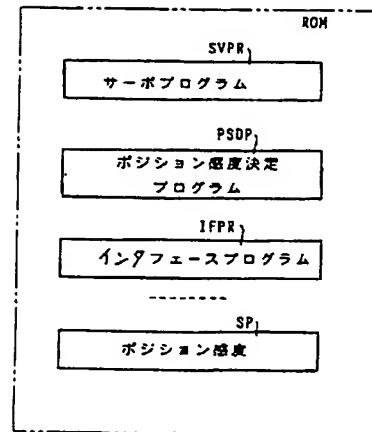 ROM
SVPR
サーボプログラム
PSDP
ポジション感度決定
プログラム
IFPR
インタフェースプログラム
SP
ポジション感度